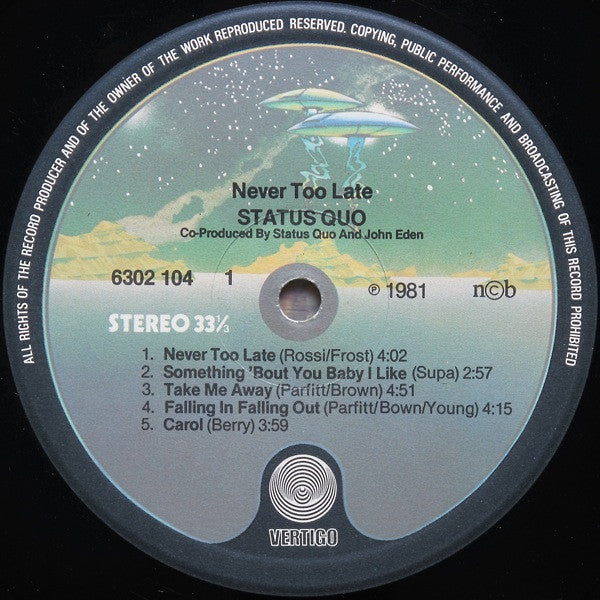 ALL RIGHTS OF THE RECORD PRODUCER AND OF THE OWNER OF THE WORK REPRODUCED RESERVED. COPYING, PUBLIC PERFORMANCE AND BROADCASTING OF THIS RECORD PROHIBITED
Never Too Late
STATUS QUO
Co-Produced By Status Quo And John Eden
6302 104 1 ℗ 1981 n©b
STEREO 33⅓
1. Never Too Late (Rossi/Frost) 4:02
2. Something 'Bout You Baby I Like (Supa) 2:57
3. Take Me Away (Parfitt/Brown) 4:51
4. Falling In Falling Out (Parfitt/Bown/Young) 4:15
5. Carol (Berry) 3:59
VERTIGO